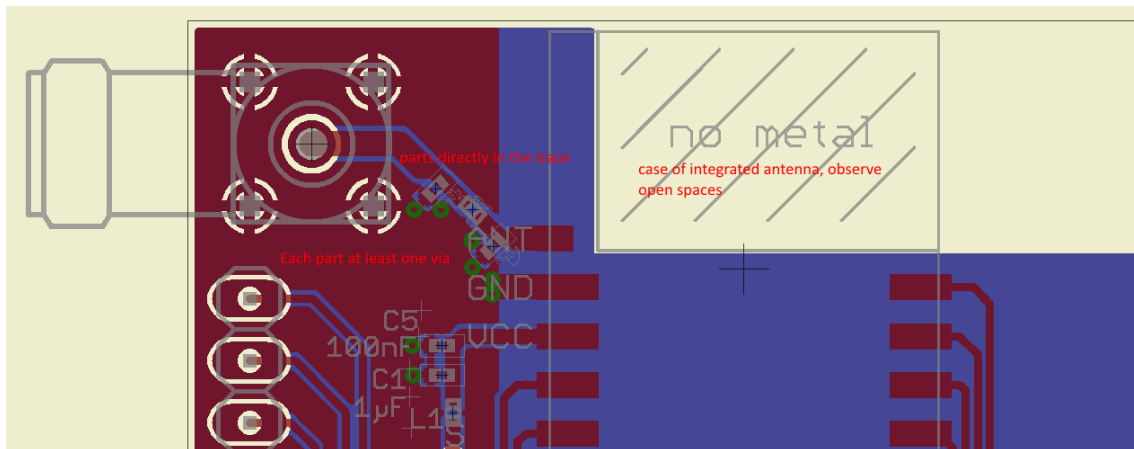 no metal
parts directly in the trace
case of integrated antenna, observe
open spaces
ANT
Each part at least one via
GND
C5
100nF
VCC
C1
1µF